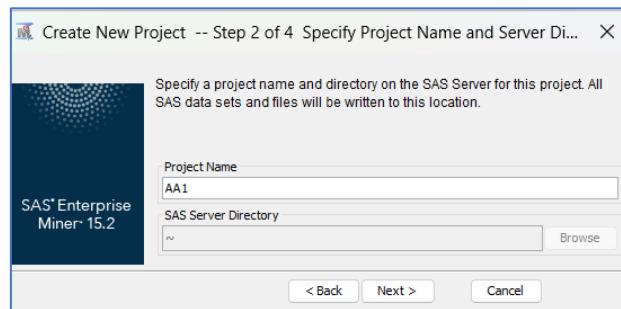 Create New Project -- Step 2 of 4 Specify Project Name and Server Di...
Specify a project name and directory on the SAS Server for this project. All
SAS data sets and files will be written to this location.
Project Name
AA1
SAS Server Directory
~
Browse
SAS® Enterprise
Miner™ 15.2
< Back
Next >
Cancel